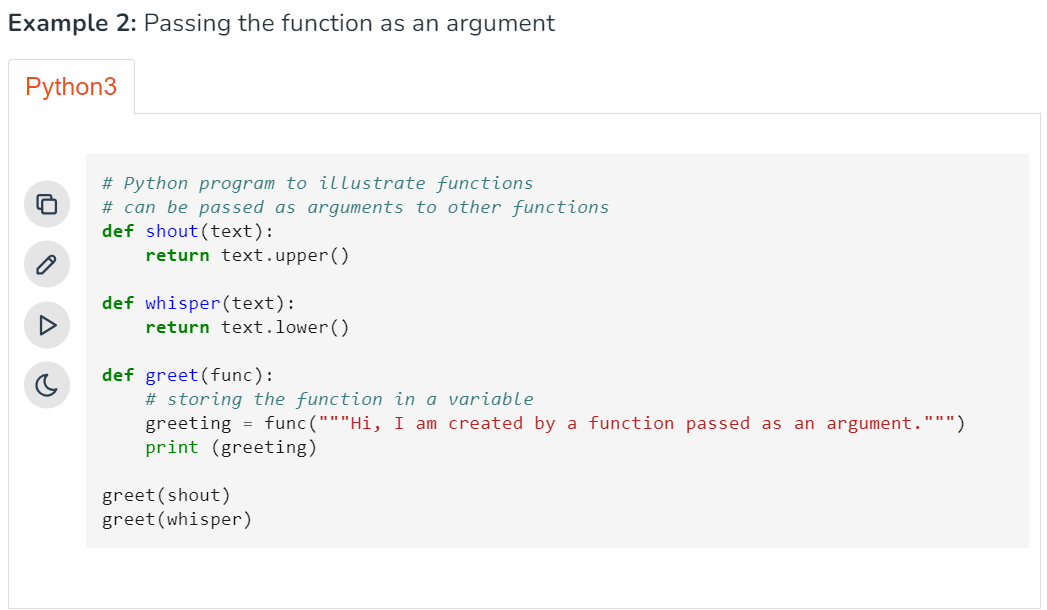 Example 2: Passing the function as an argument
Python3
# Python program to illustrate functions
# can be passed as arguments to other functions
def shout(text):
    return text.upper()
def whisper(text):
    return text.lower()
def greet(func):
    # storing the function in a variable
    greeting = func("""Hi, I am created by a function passed as an argument.""")
    print (greeting)
greet(shout)
greet(whisper)